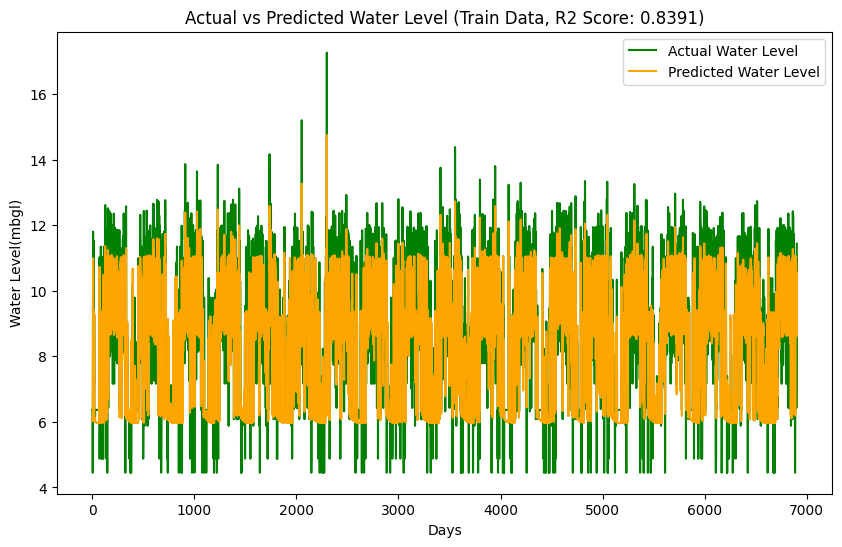 Actual vs Predicted Water Level (Train Data, R2 Score: 0.8391)
Actual Water Level
Predicted Water Level
Water Level(mbgl)
16
14
12
10
8
6
4
0 1000 2000 3000 4000 5000 6000 7000
Days